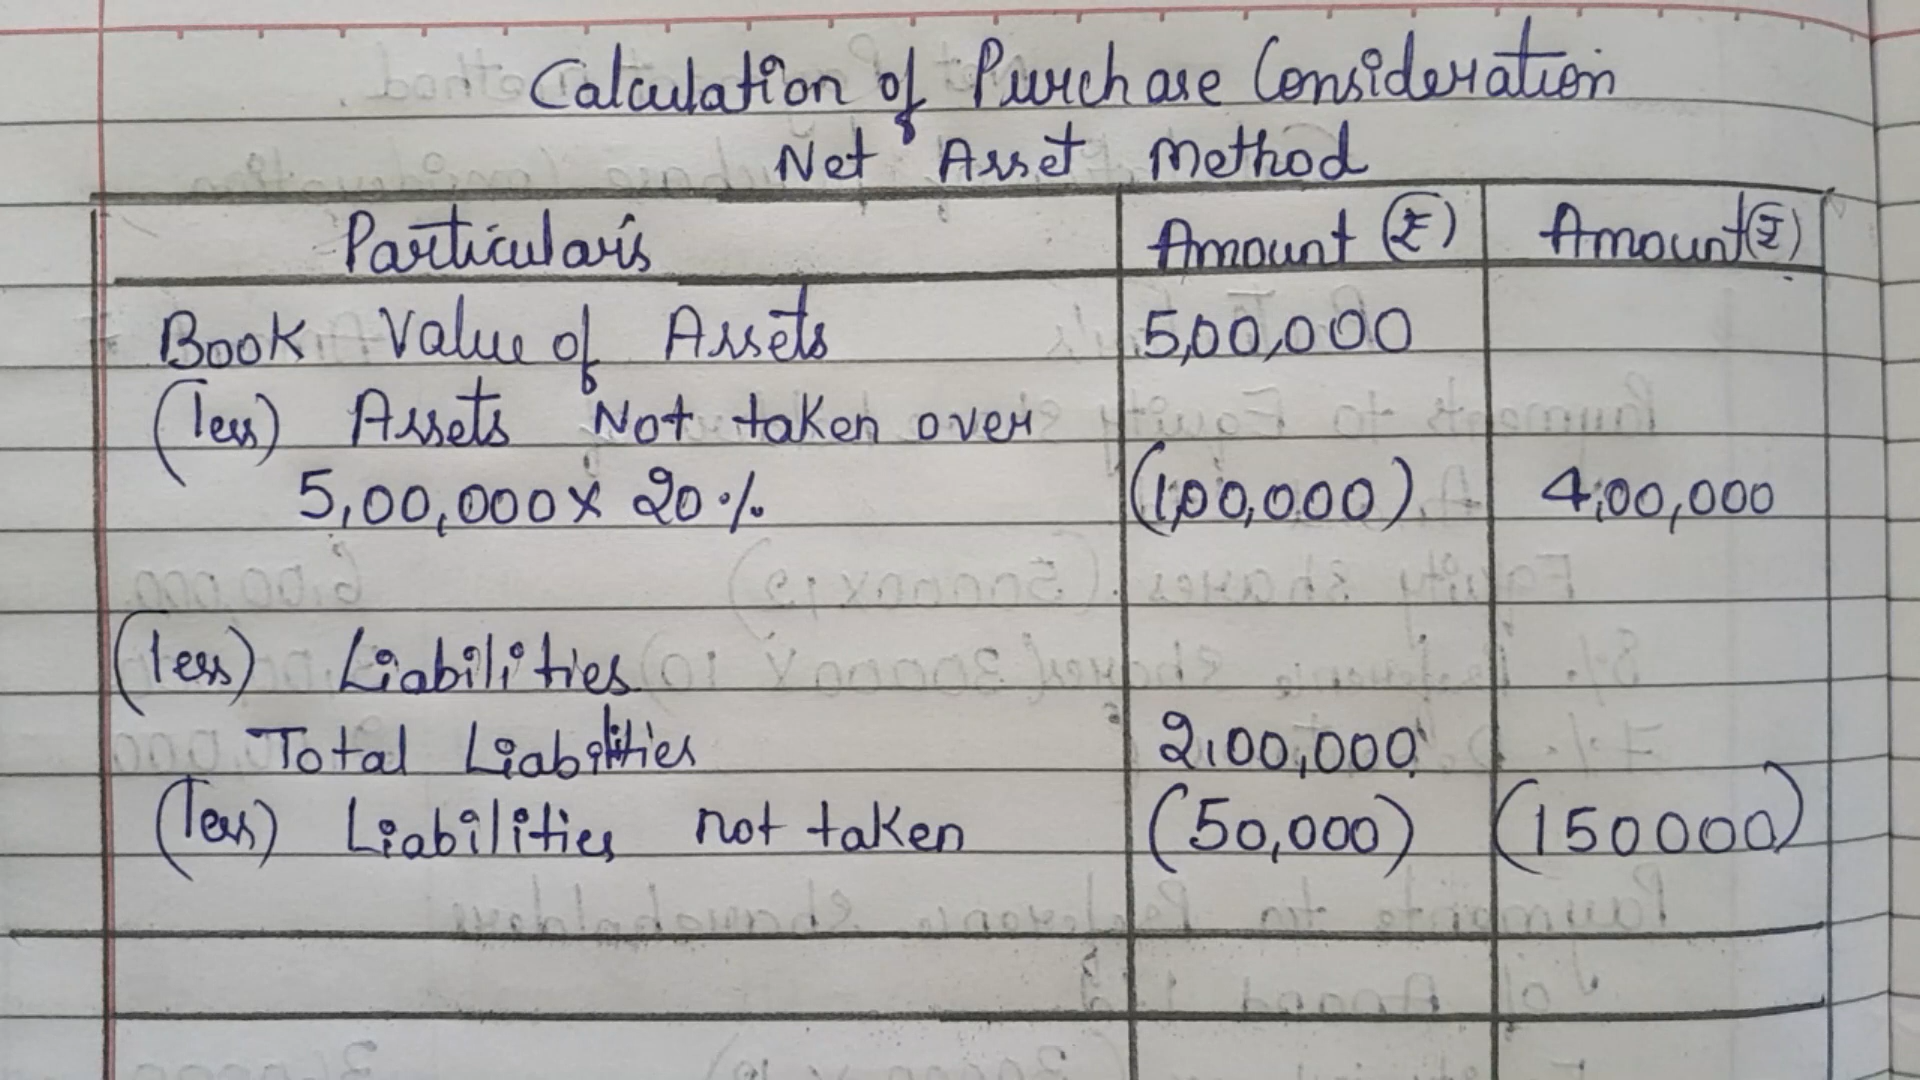 Calculation of Purchase Consideration
Net Asset Method
Particulars Amount (₹) Amount (₹)
Book Value of Assets 5,00,000
(less) Assets Not taken over
5,00,000 x 20% (1,00,000) 4,00,000
(less) Liabilities
Total Liabilities 2,00,000
(less) Liabilities not taken (50,000) (150000)